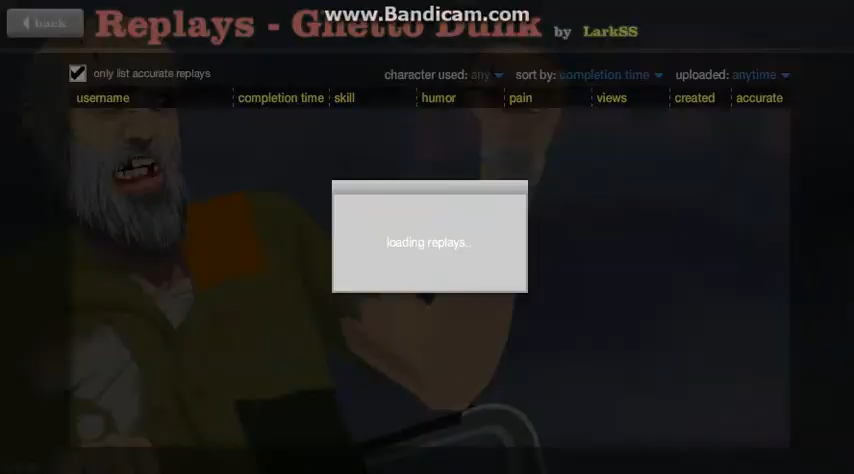 www.Bandicam.com
back
Replays - Ghetto Dunk by LarkSS
only list accurate replays
character used: any
sort by: completion time
uploaded: anytime
username completion time skill humor pain views created accurate
loading replays..